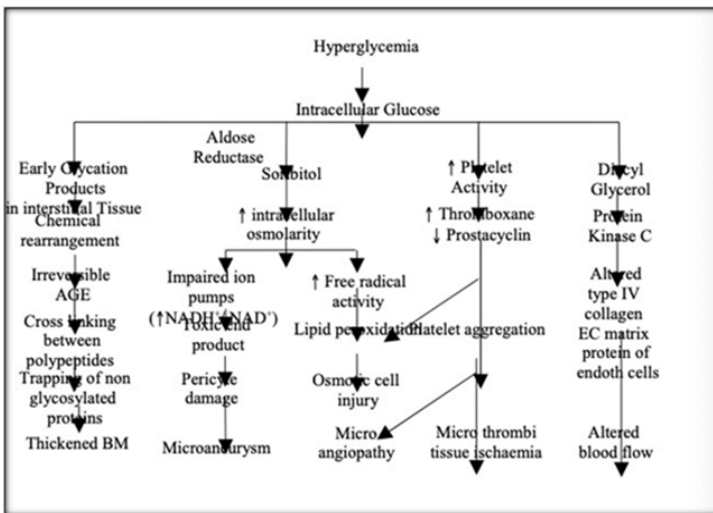 Hyperglycemia
Intracellular Glucose
Early Glycation
Products
in interstitial Tissue
Chemical
rearrangement
Irreversible
AGE
Cross linking
between
polypeptides
Trapping of non
glycosylated
proteins
Thickened BM
Aldose
Reductase
Sorbitol
↑ intracellular
osmolarity
Impaired ion
pumps
(↑NADH⁺/NAD⁺)
Toxic end
product
Pericyte
damage
Microaneurysm
↑ Free radical
activity
Lipid peroxidation
Osmotic cell
injury
Micro
angiopathy
↑ Platelet
Activity
↑ Thromboxane
↓ Prostacyclin
Platelet aggregation
Micro thrombi
tissue ischaemia
Diacyl
Glycerol
Protein
Kinase C
Altered
type IV
collagen
EC matrix
protein of
endoth cells
Altered
blood flow